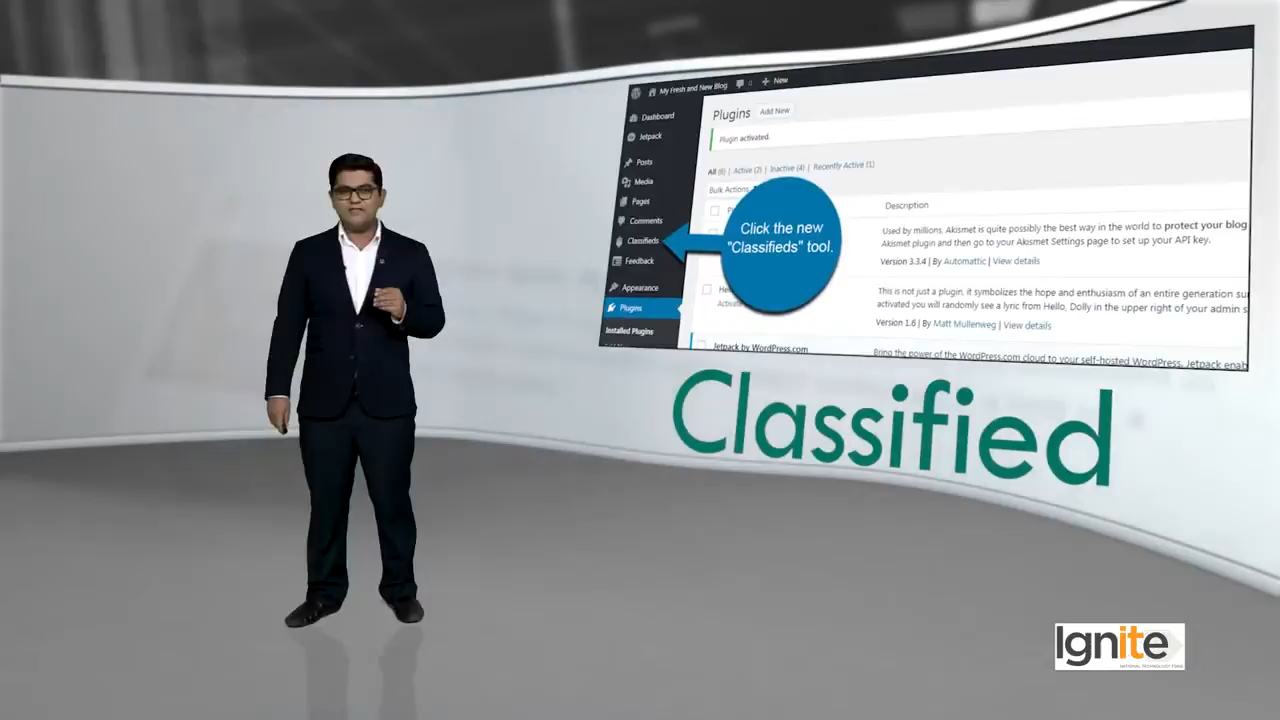 My Fresh and New Blog 0 New
Dashboard
Jetpack
Posts
Media
Pages
Comments
Classifieds
Feedback
Appearance
Plugins
Installed Plugins
Plugins Add New
Plugin activated.
All (6) | Active (2) | Inactive (4) | Recently Active (1)
Bulk Actions
Description
Click the new
"Classifieds" tool.
Used by millions, Akismet is quite possibly the best way in the world to protect your blog
Akismet plugin and then go to your Akismet Settings page to set up your API key.
Version 3.3.4 | By Automattic | View details
This is not just a plugin, it symbolizes the hope and enthusiasm of an entire generation
activated you will randomly see a lyric from Hello, Dolly in the upper right of your admin
Version 1.6 | By Matt Mullenweg | View details
Jetpack by WordPress.com
Bring the power of the WordPress.com cloud to your self-hosted WordPress. Jetpack
Classified
Ignite
NATIONAL TECHNOLOGY FUND